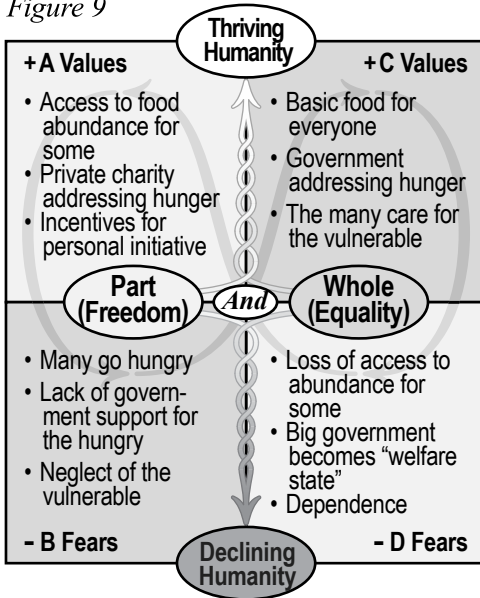 Figure 9
Thriving
Humanity
+A Values
• Access to food
abundance for
some
• Private charity
addressing hunger
• Incentives for
personal initiative
+C Values
• Basic food for
everyone
• Government
addressing hunger
• The many care for
the vulnerable
Part
(Freedom)
And
Whole
(Equality)
• Many go hungry
• Lack of govern-
ment support for
the hungry
• Neglect of the
vulnerable
– B Fears
• Loss of access to
abundance for
some
• Big government
becomes “welfare
state”
• Dependence
– D Fears
Declining
Humanity